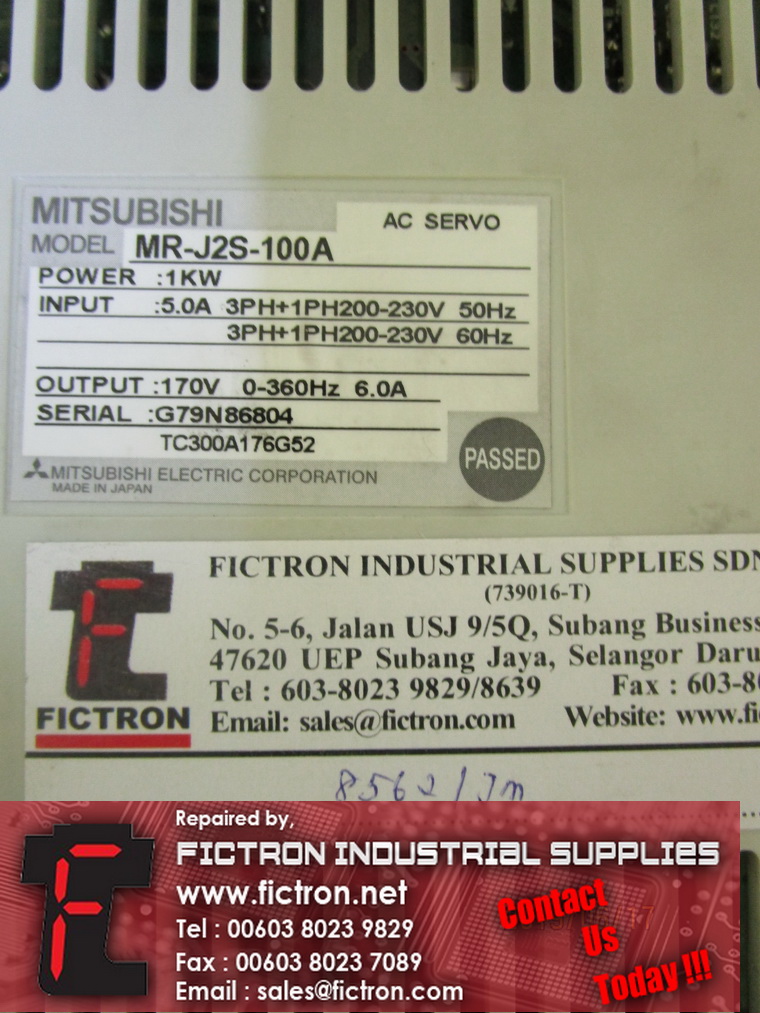 MITSUBISHI
AC SERVO
MODEL MR-J2S-100A
POWER :1KW
INPUT :5.0A 3PH+1PH200-230V 50Hz
3PH+1PH200-230V 60Hz
OUTPUT :170V 0-360Hz 6.0A
SERIAL :G79N86804
TC300A176G52
PASSED
MITSUBISHI ELECTRIC CORPORATION
MADE IN JAPAN
FICTRON INDUSTRIAL SUPPLIES SDN
(739016-T)
No. 5-6, Jalan USJ 9/5Q, Subang Business
47620 UEP Subang Jaya, Selangor Daru
Tel : 603-8023 9829/8639 Fax : 603-80
Email: sales@fictron.com Website: www.fi
FICTRON
Repaired by,
FICTRON INDUSTRIAL SUPPLIES
www.fictron.net
Tel : 00603 8023 9829
Fax : 00603 8023 7089
Email : sales@fictron.com
Contact
Us
Today !!!